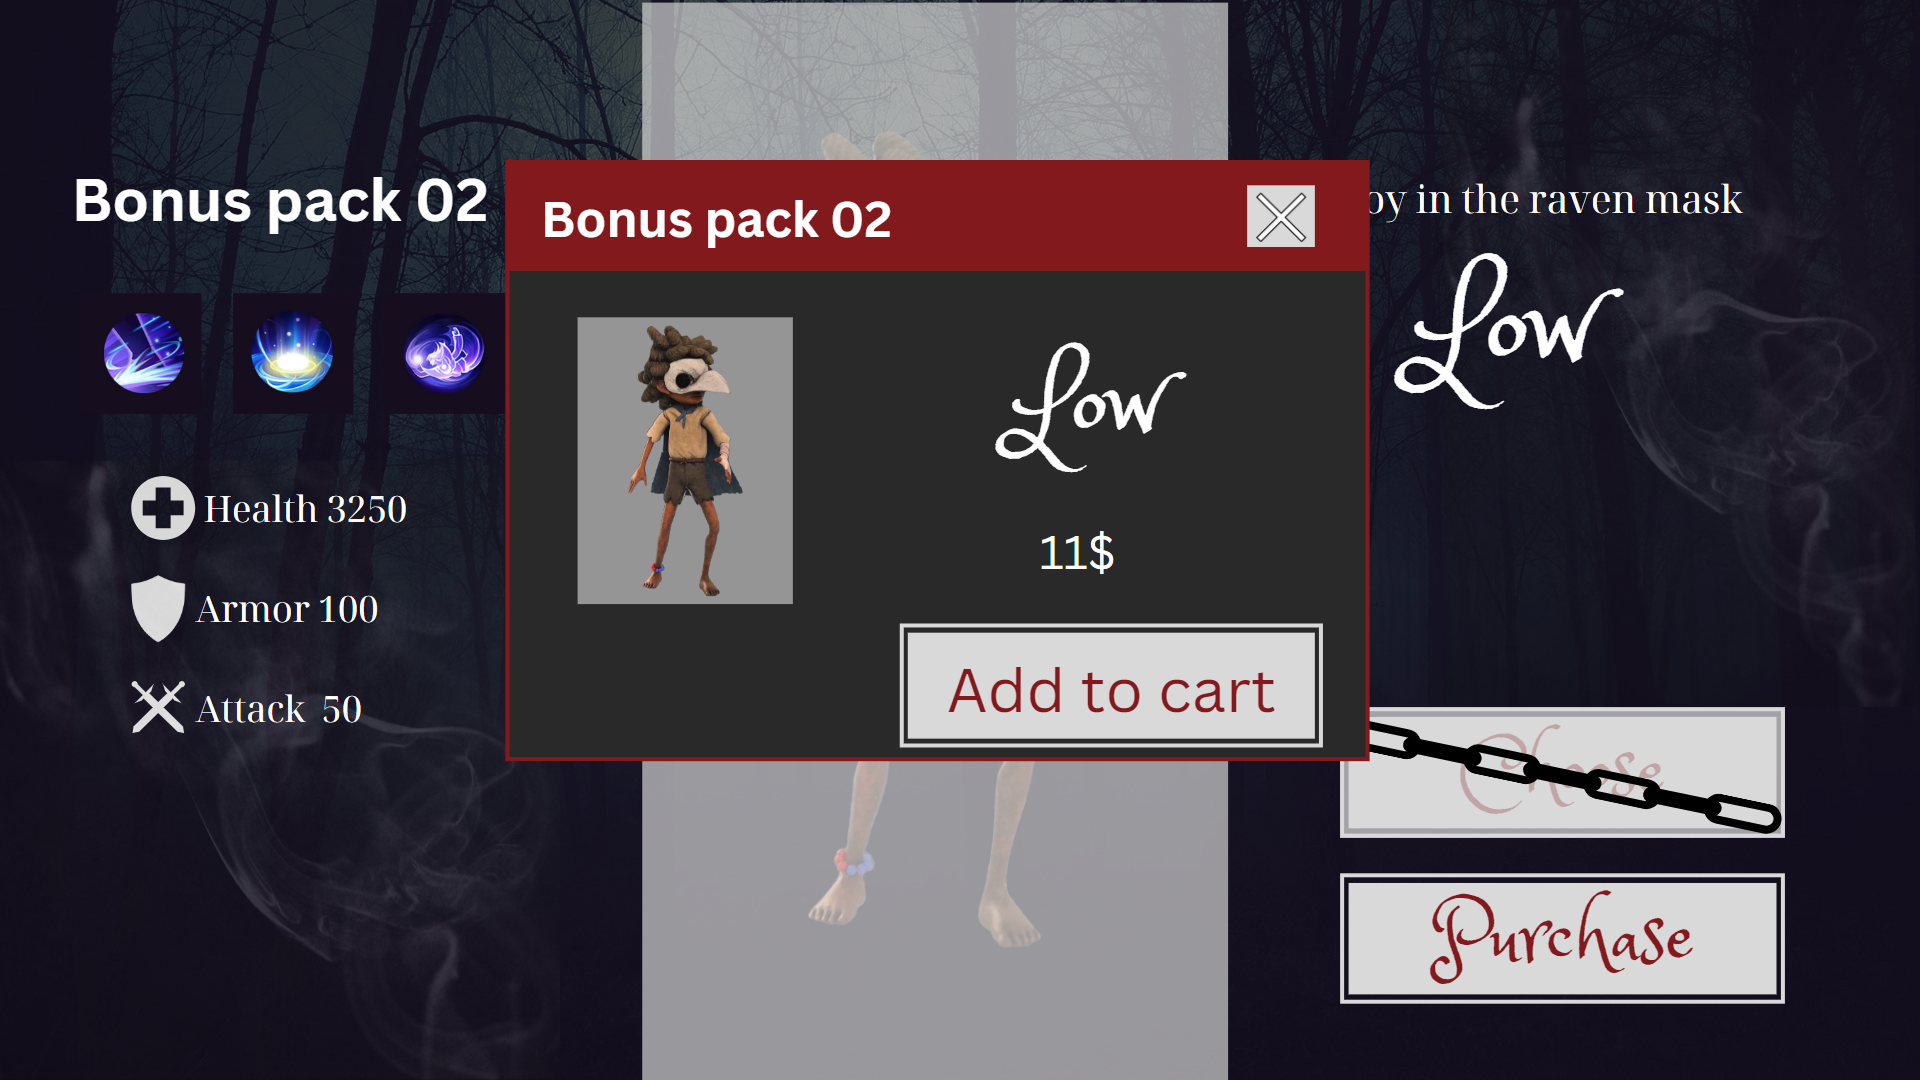 Bonus pack 02
Health 3250
Armor 100
Attack 50
Bonus pack 02
Low
11$
Add to cart
oy in the raven mask
Low
Choose
Purchase